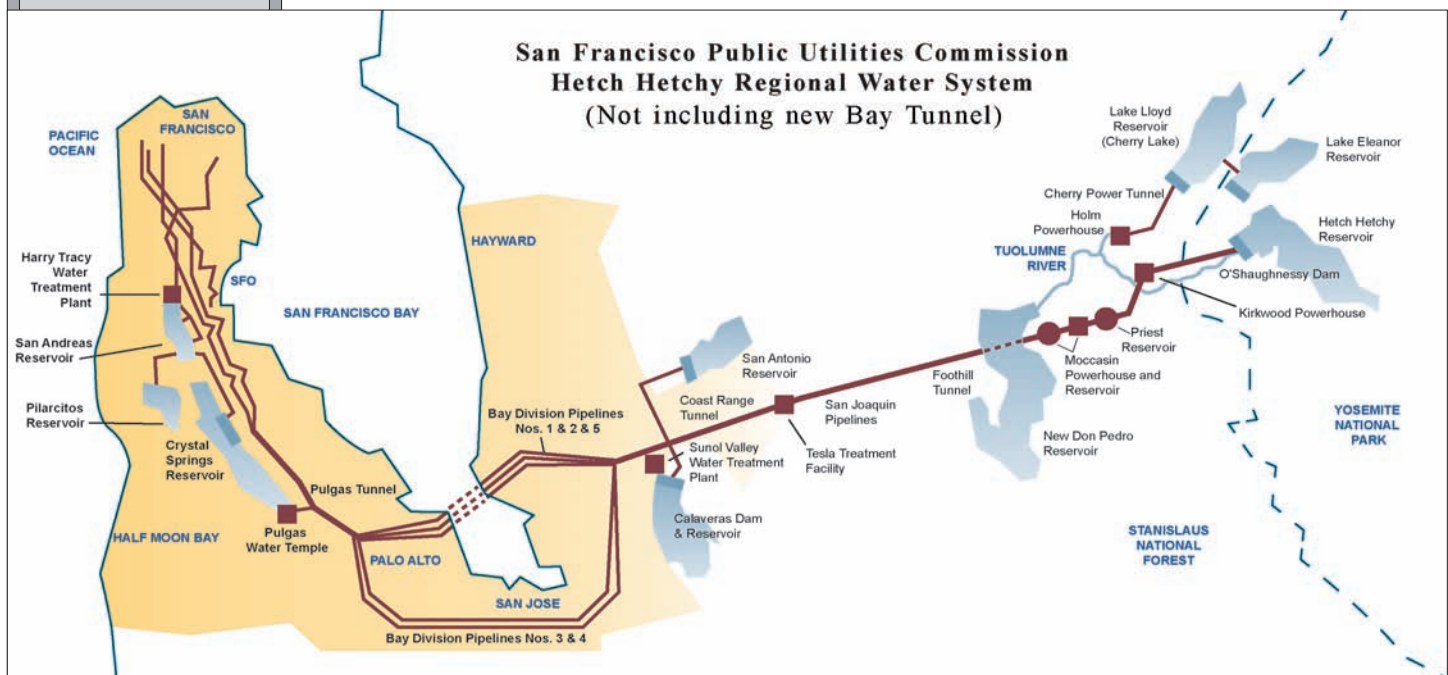 San Francisco Public Utilities Commission
Hetch Hetchy Regional Water System
(Not including new Bay Tunnel)
SAN
FRANCISCO
PACIFIC
OCEAN
Harry Tracy
Water
Treatment
Plant
SFO
San Andreas
Reservoir
Pilarcitos
Reservoir
Crystal
Springs
Reservoir
HALF MOON BAY
Pulgas
Water Temple
Pulgas Tunnel
PALO ALTO
SAN FRANCISCO BAY
HAYWARD
Bay Division Pipelines
Nos. 1 & 2 & 5
SAN JOSE
Bay Division Pipelines Nos. 3 & 4
San Antonio
Reservoir
Coast Range
Tunnel
Sunol Valley
Water Treatment
Plant
Calaveras Dam
& Reservoir
San Joaquin
Pipelines
Tesla Treatment
Facility
Foothill
Tunnel
New Don Pedro
Reservoir
Moccasin
Powerhouse and
Reservoir
Priest
Reservoir
TUOLUMNE
RIVER
Holm
Powerhouse
Cherry Power Tunnel
Lake Lloyd
Reservoir
(Cherry Lake)
Lake Eleanor
Reservoir
Hetch Hetchy
Reservoir
O'Shaughnessy Dam
Kirkwood Powerhouse
YOSEMITE
NATIONAL
PARK
STANISLAUS
NATIONAL
FOREST